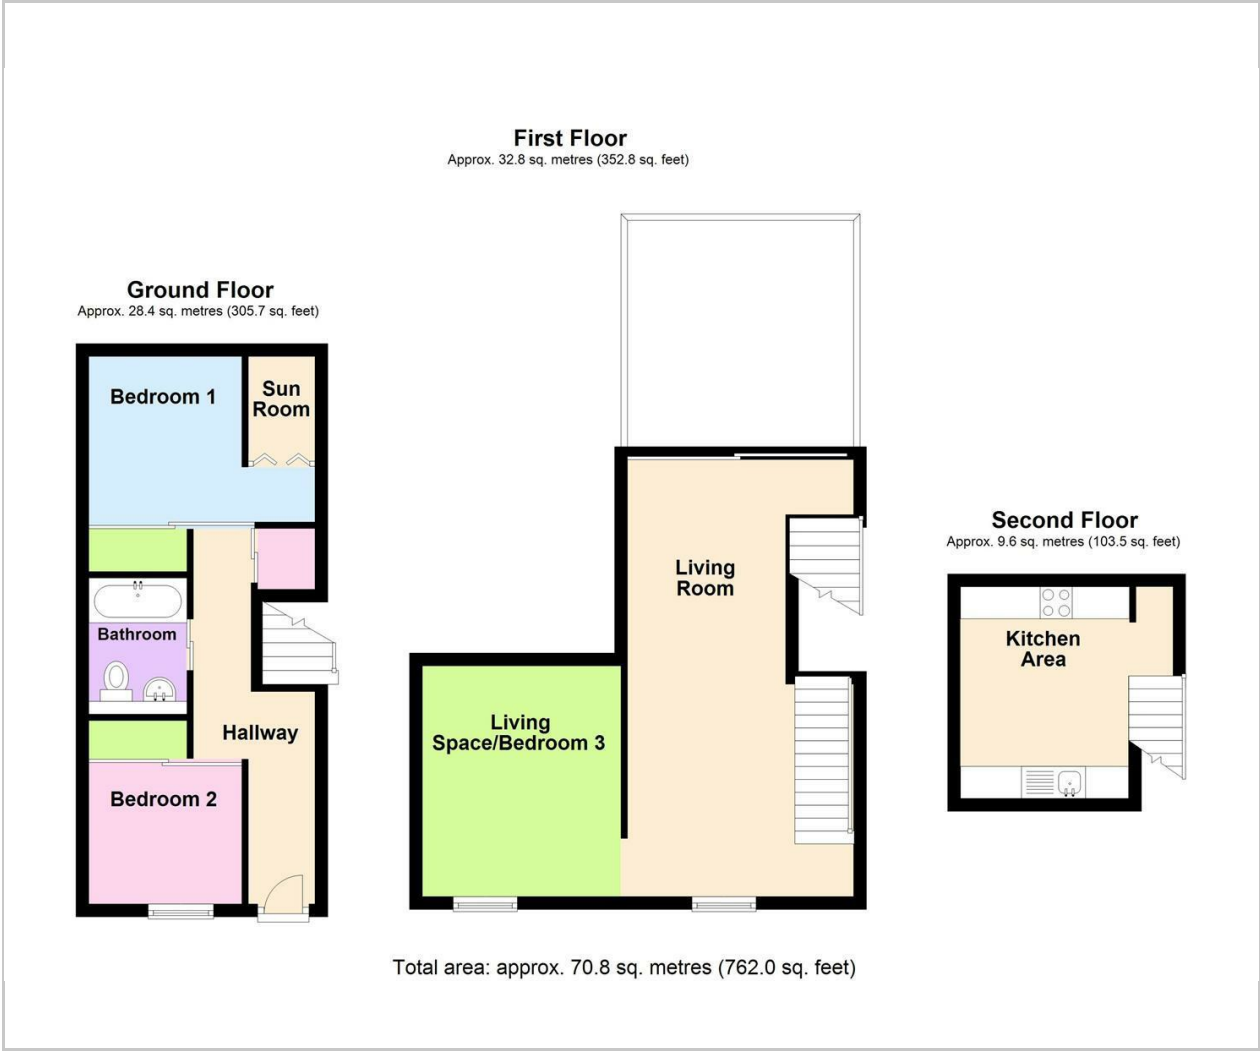 First Floor
Approx. 32.8 sq. metres (352.8 sq. feet)
Ground Floor
Approx. 28.4 sq. metres (305.7 sq. feet)
Bedroom 1
Sun
Room
Bathroom
Hallway
Bedroom 2
Living
Room
Living
Space/Bedroom 3
Second Floor
Approx. 9.6 sq. metres (103.5 sq. feet)
Kitchen
Area
Total area: approx. 70.8 sq. metres (762.0 sq. feet)